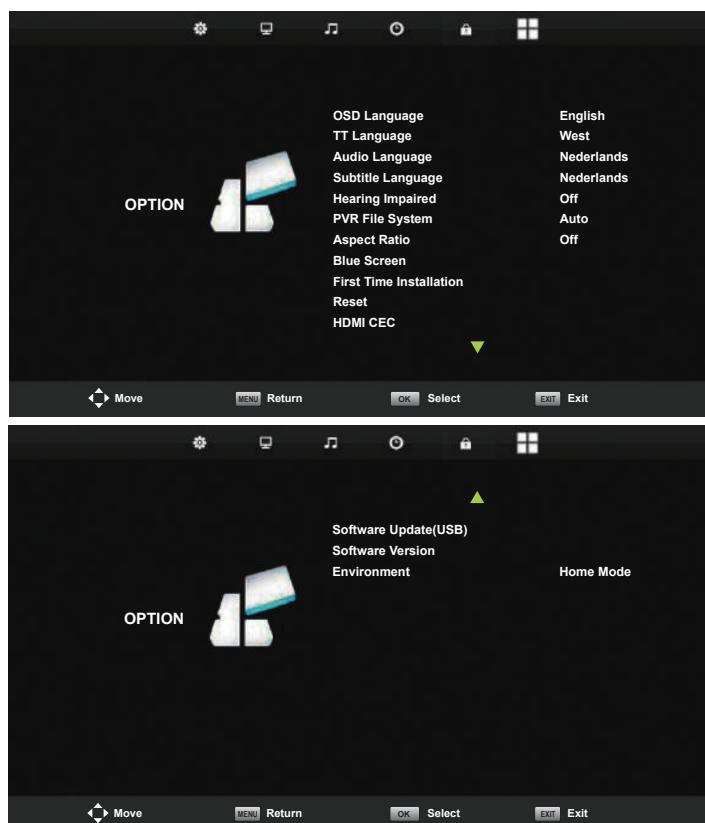 OSD Language English
TT Language West
Audio Language Nederlands
Subtitle Language Nederlands
Hearing Impaired Off
OPTION
PVR File System Auto
Aspect Ratio Off
Blue Screen
First Time Installation
Reset
HDMI CEC
Move MENU Return OK Select EXIT Exit
Software Update(USB)
Software Version
Environment Home Mode
OPTION
Move MENU Return OK Select EXIT Exit